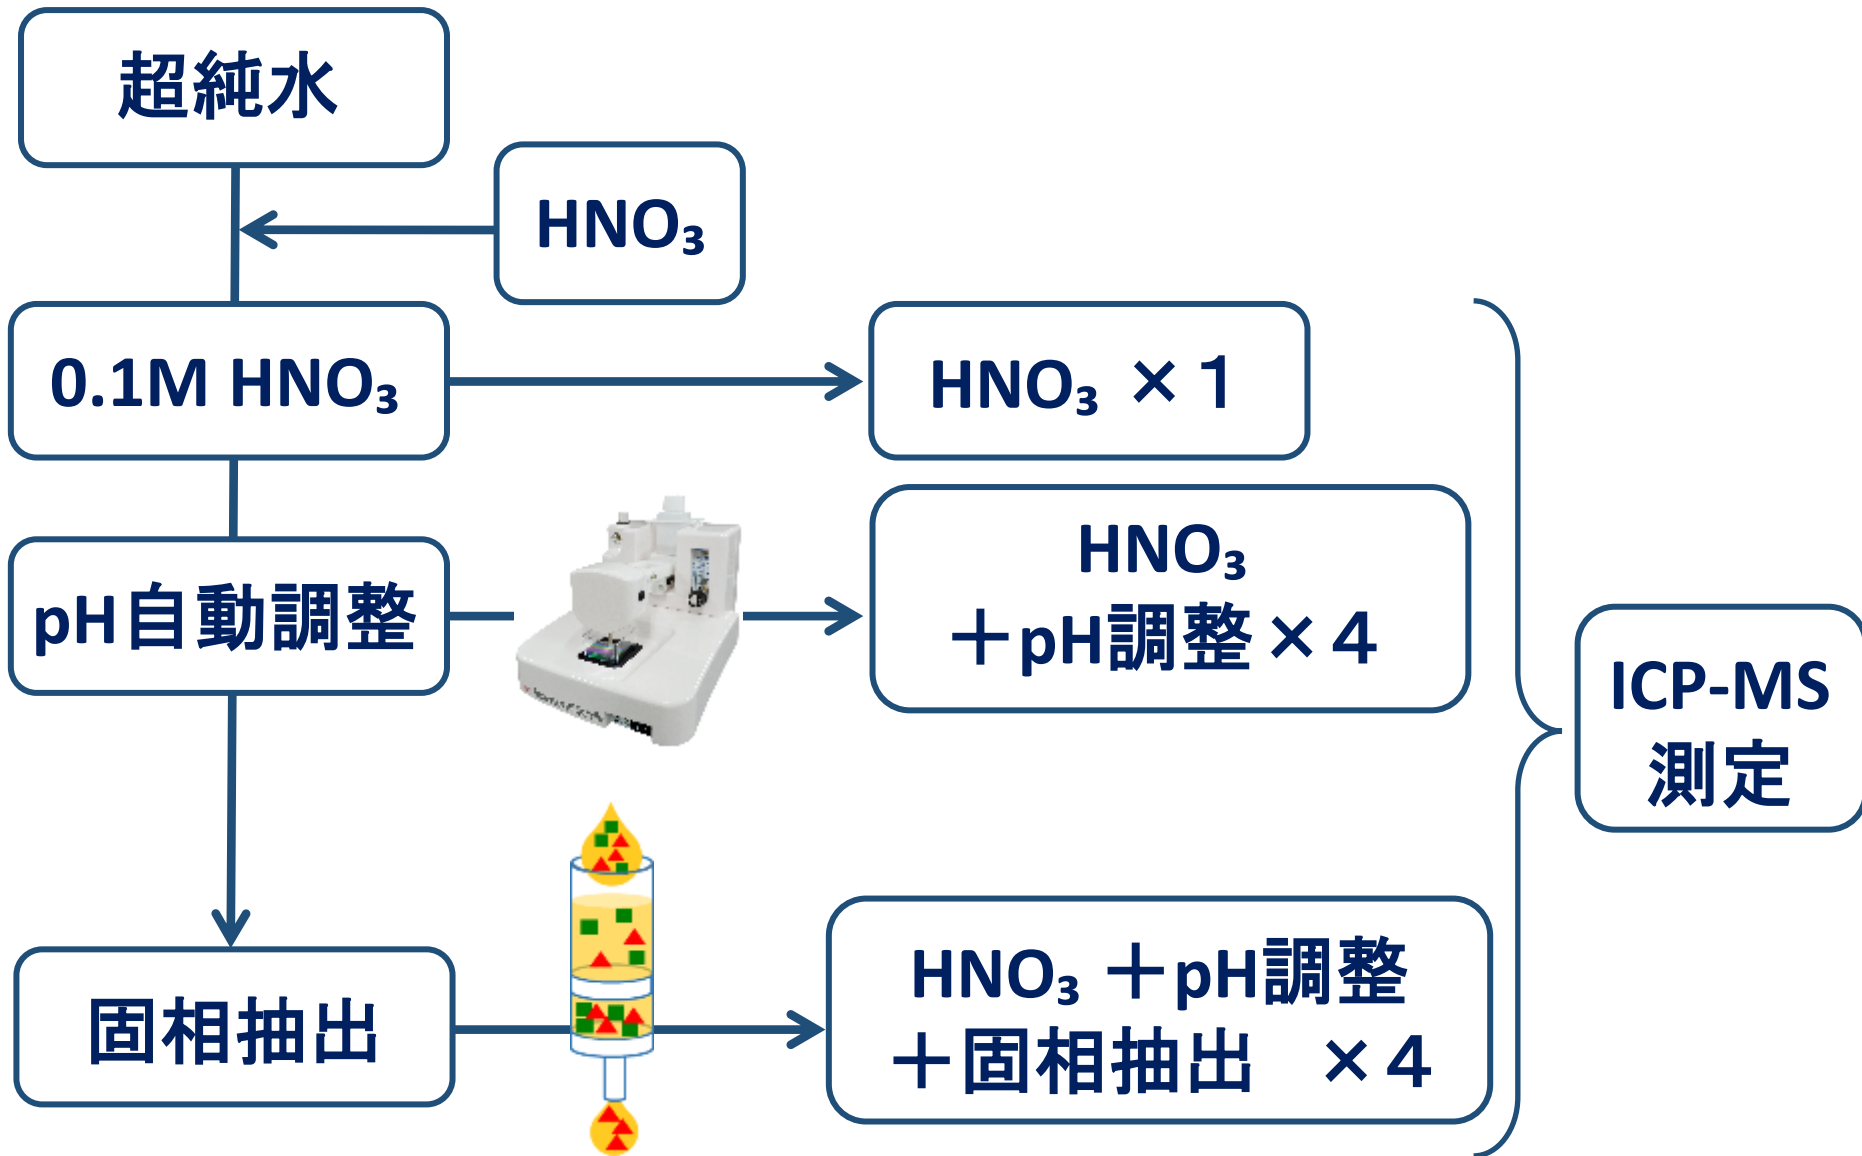 超純水
HNO₃
0.1M HNO₃
HNO₃ ×１
pH自動調整
HNO₃
＋pH調整×４
ICP-MS
測定
固相抽出
HNO₃ ＋pH調整
＋固相抽出　×４